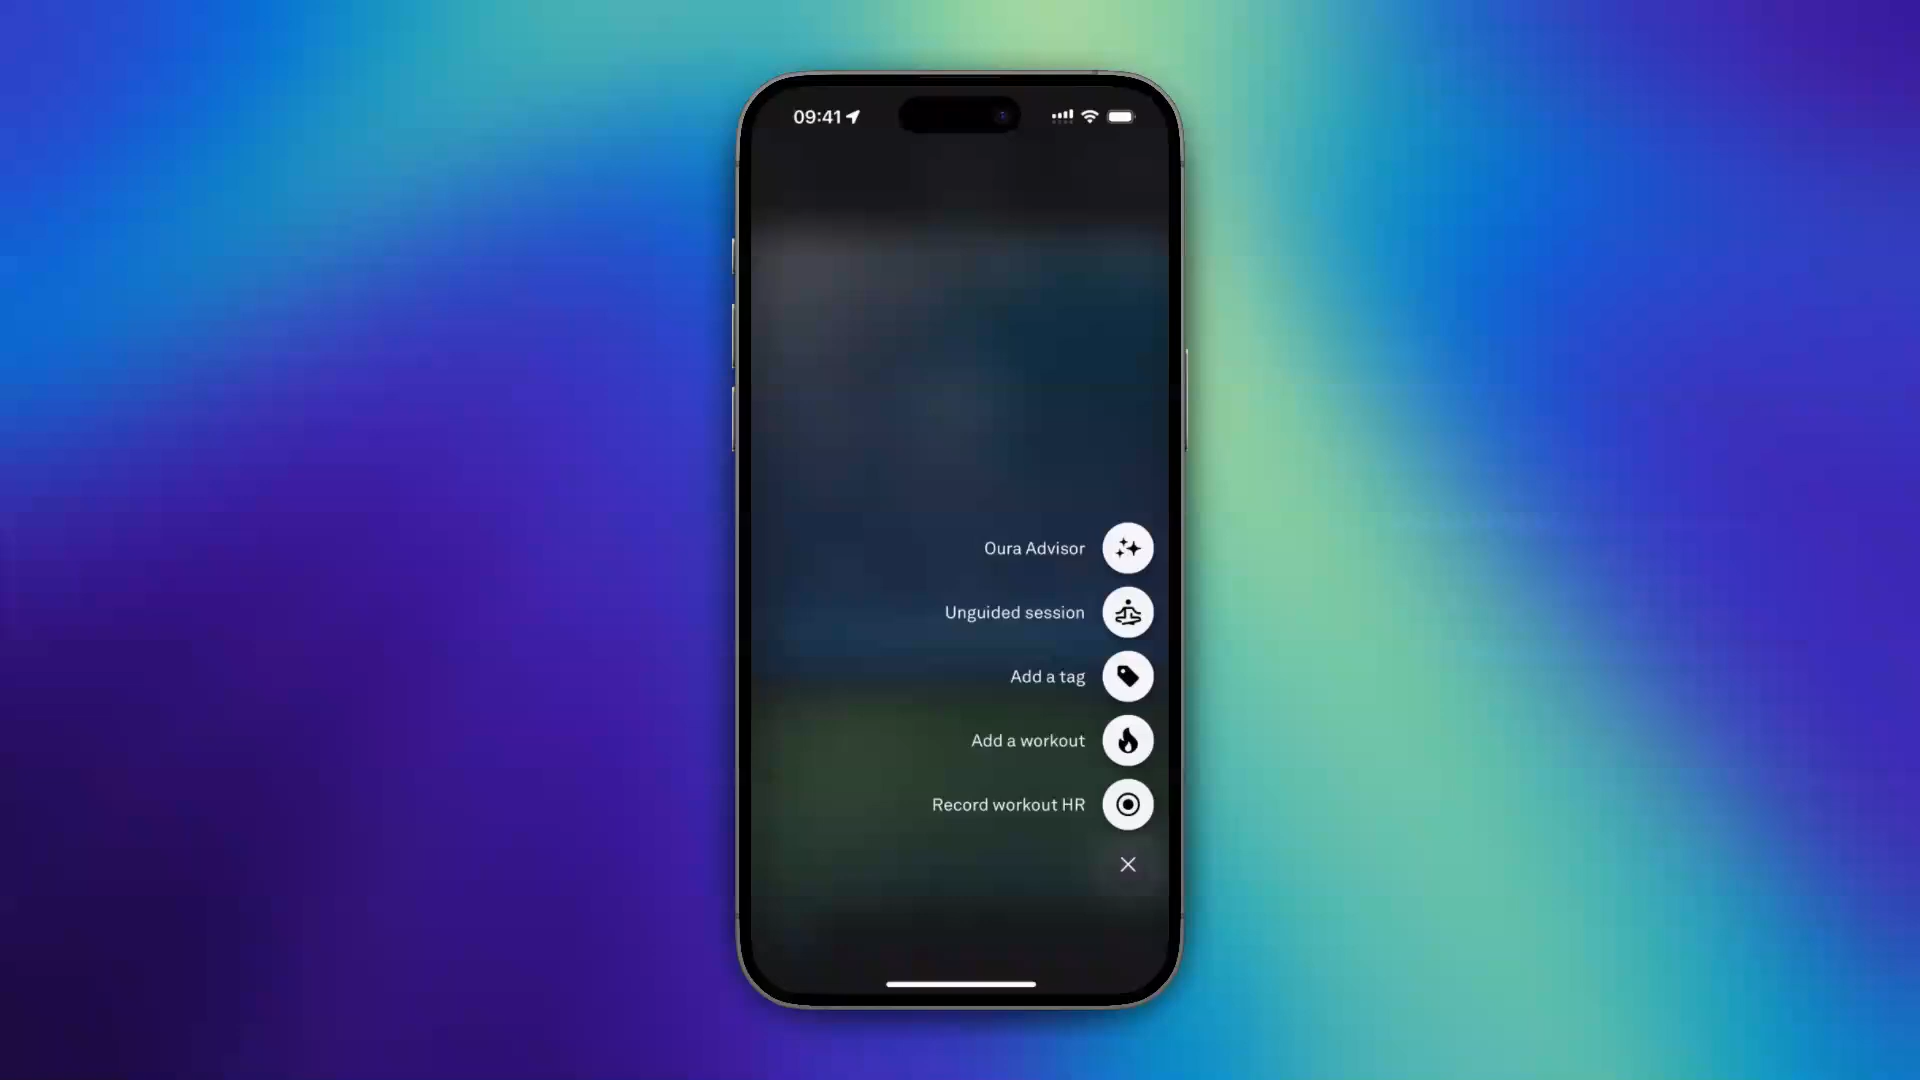 09:41
Oura Advisor
Unguided session
Add a tag
Add a workout
Record workout HR